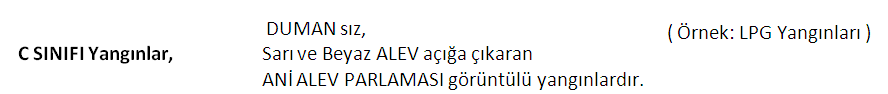 DUMAN sız,
( Örnek: LPG Yangınları )
C SINIFI Yangınlar,
Sarı ve Beyaz ALEV açığa çıkaran
ANİ ALEV PARLAMASI görüntülü yangınlardır.